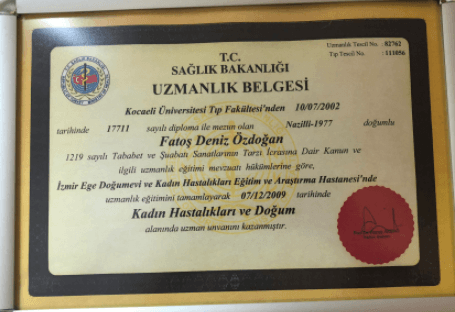 Uzmanlık Tescil No. : 82762
Tıp Tescil No. : 111056
T.C.
SAĞLIK BAKANLIĞI
UZMANLIK BELGESİ
Kocaeli Üniversitesi Tıp Fakültesi'nden 10/07/2002
tarihinde 17711 sayılı diploma ile mezun olan Nazilli-1977 doğumlu
Fatoş Deniz Özdoğan
1219 sayılı Tababet ve Şuabatı Sanatlarının Tarzı İcrasına Dair Kanun ve
ilgili uzmanlık eğitimi mevzuatı hükümlerine göre,
İzmir Ege Doğumevi ve Kadın Hastalıkları Eğitim ve Araştırma Hastanesi'nde
uzmanlık eğitimini tamamlayarak 07/12/2009 tarihinde
Kadın Hastalıkları ve Doğum
alanında uzman unvanını kazanmıştır.